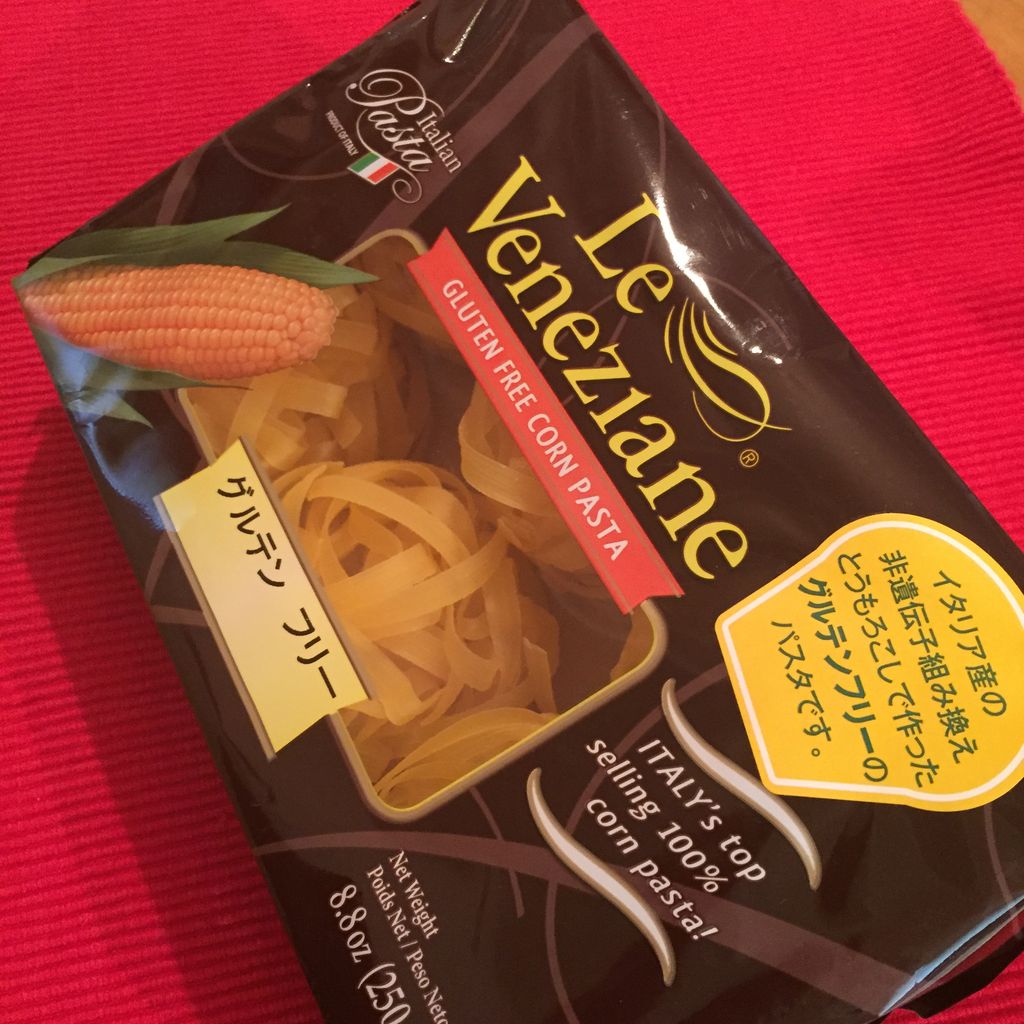 Italian
Pasta
PRODUCT OF ITALY
Le
Veneziane
®
GLUTEN FREE CORN PASTA
グルテン フリー
イタリア産の
非遺伝子組み換え
とうもろこしで作った
グルテンフリーの
パスタです。
ITALY's top
selling 100%
corn pasta!
Net Weight
Poids Net / Peso Neto
8.8 oz (250